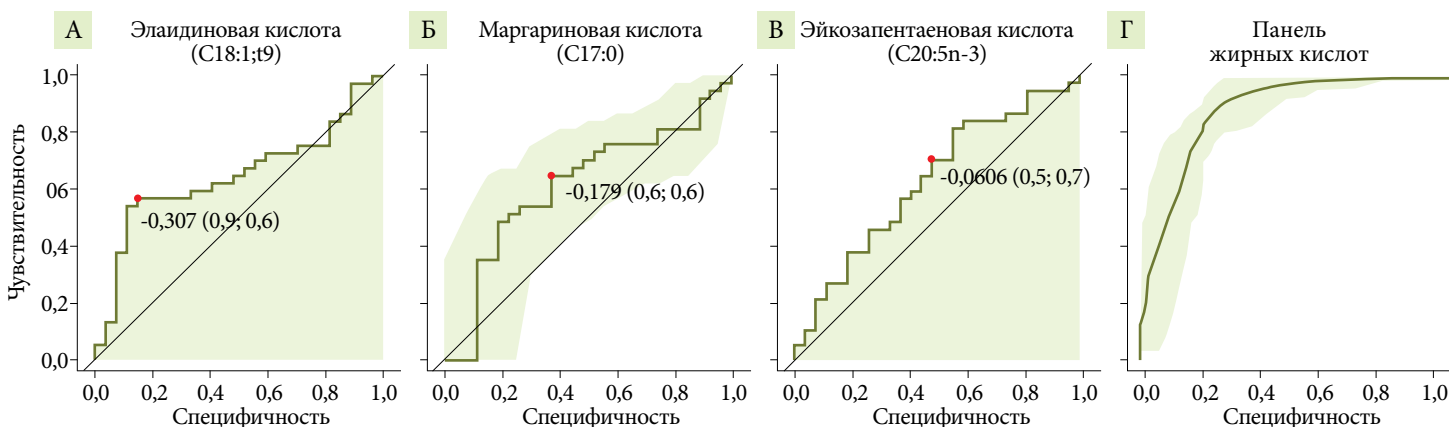 А
Элаидиновая кислота
(C18:1;t9)
Б
Маргариновая кислота
(C17:0)
В
Эйкозапентаеновая кислота
(C20:5n-3)
Г
Панель
жирных кислот
Чувствительность
1,0
0,8
06
0,4
0,2
0,0
-0,307 (0,9; 0,6)
-0,179 (0,6; 0,6)
-0,0606 (0,5; 0,7)
0,0 0,2 0,4 0,6 0,8 1,0
0,0 0,2 0,4 0,6 0,8 1,0
0,0 0,2 0,4 0,6 0,8 1,0
0,0 0,2 0,4 0,6 0,8 1,0
Специфичность
Специфичность
Специфичность
Специфичность